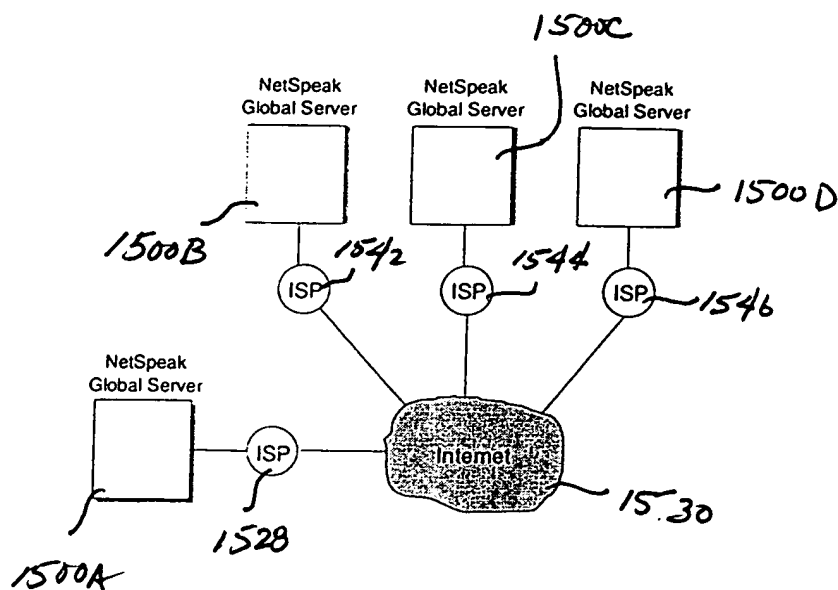 1500C
NetSpeak
Global Server
NetSpeak
Global Server
NetSpeak
Global Server
1500B
1542
1544
1500D
ISP
ISP
ISP
1546
NetSpeak
Global Server
ISP
Internet
1528
1530
1500A